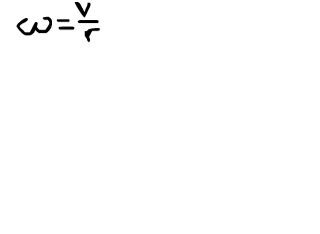 ω = v/r